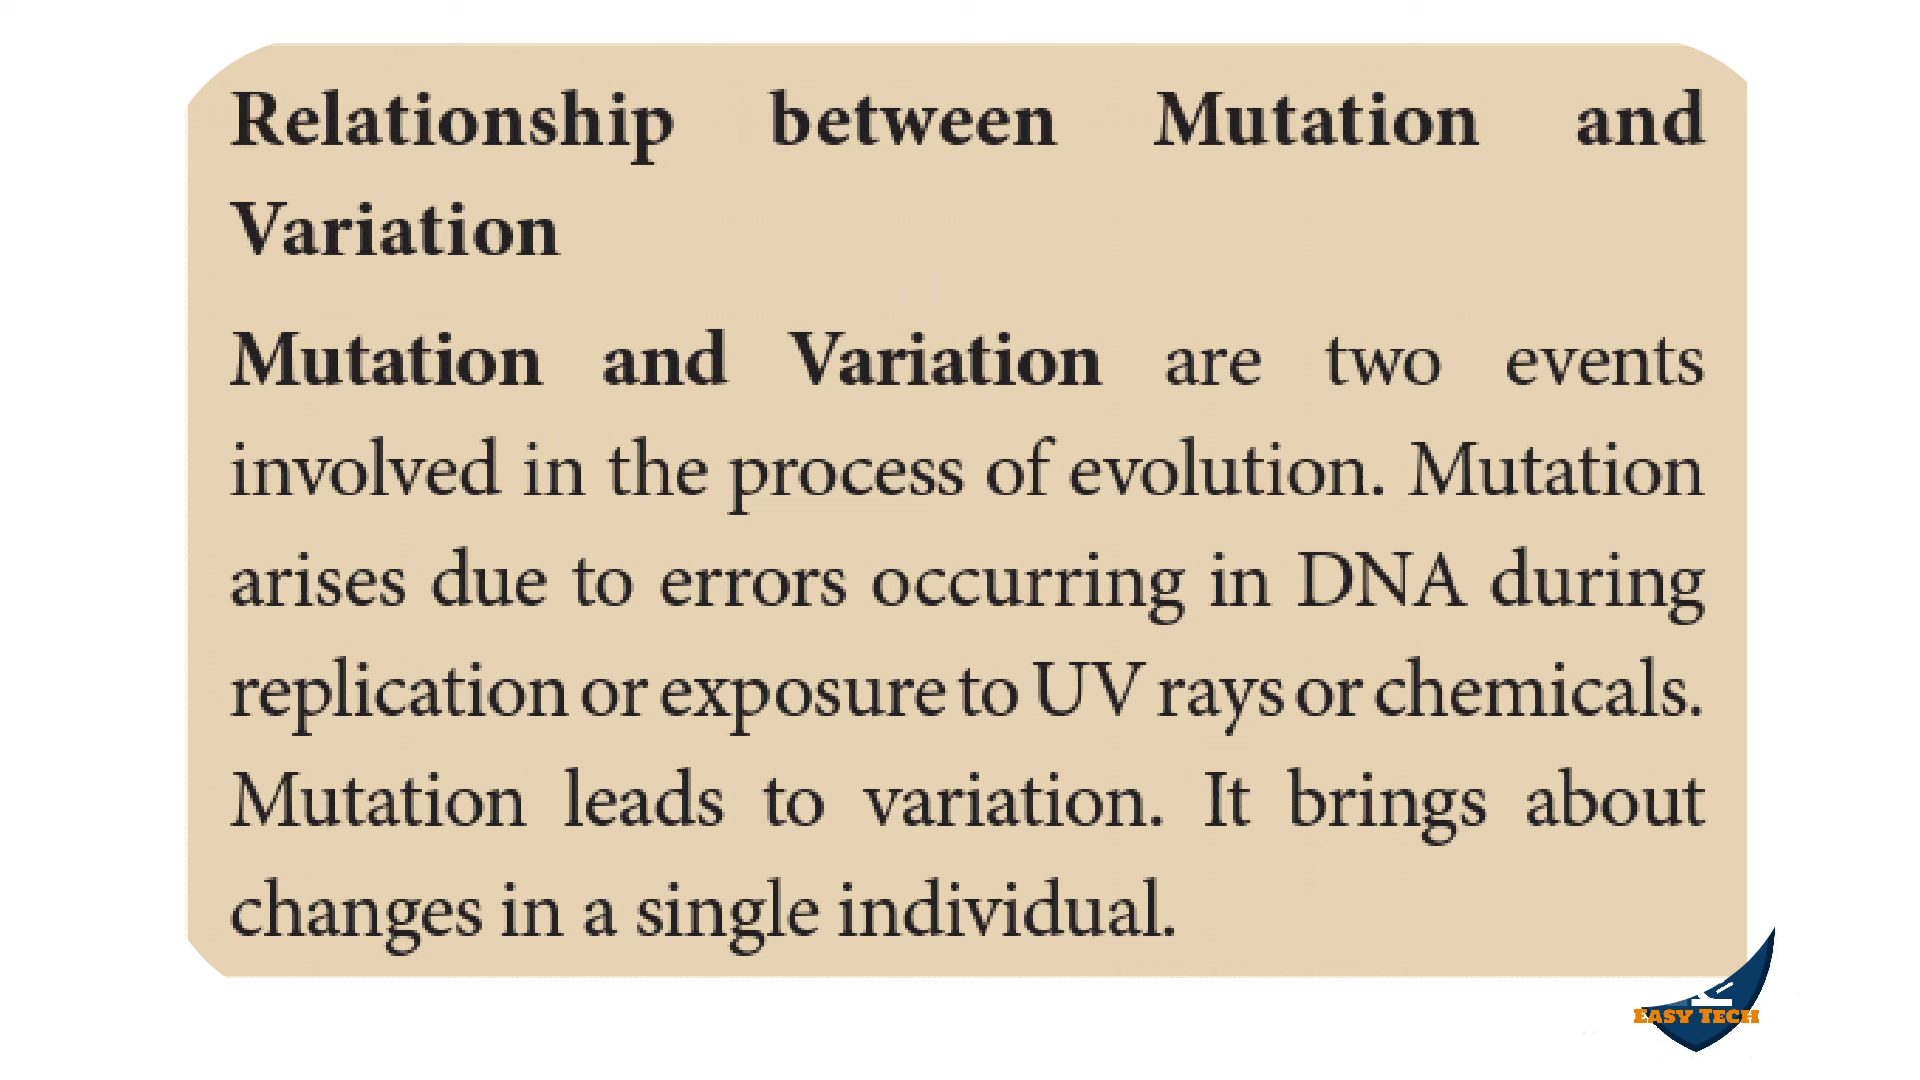 Relationship between Mutation and
Variation
Mutation and Variation are two events
involved in the process of evolution. Mutation
arises due to errors occurring in DNA during
replication or exposure to UV rays or chemicals.
Mutation leads to variation. It brings about
changes in a single individual.
EASY TECH